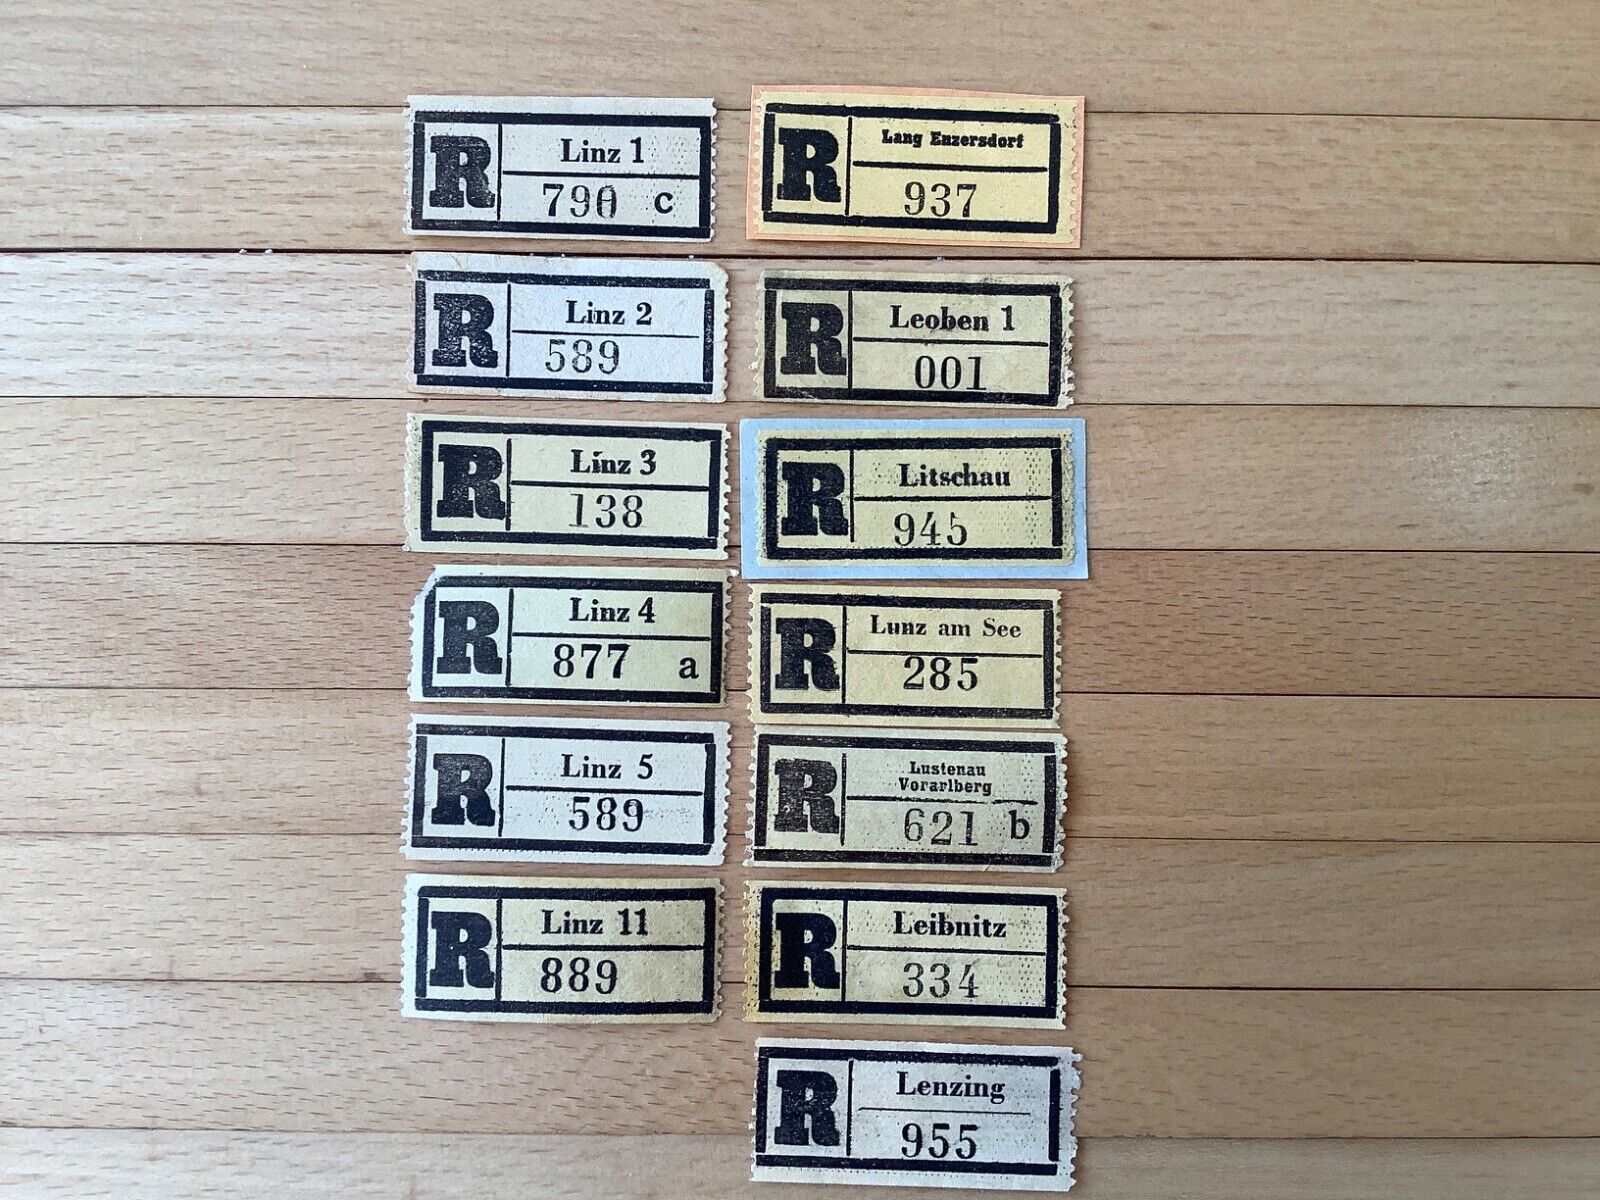 R
Linz 1
790 c
R
Linz 2
589
R
Linz 3
138
R
Linz 4
877 a
R
Linz 5
589
R
Linz 11
889
R
Lang Enzersdorf
937
R
Leoben 1
001
R
Litschau
945
R
Lunz am See
285
R
Lustenau
Vorarlberg
621 b
R
Leibnitz
334
R
Lenzing
955